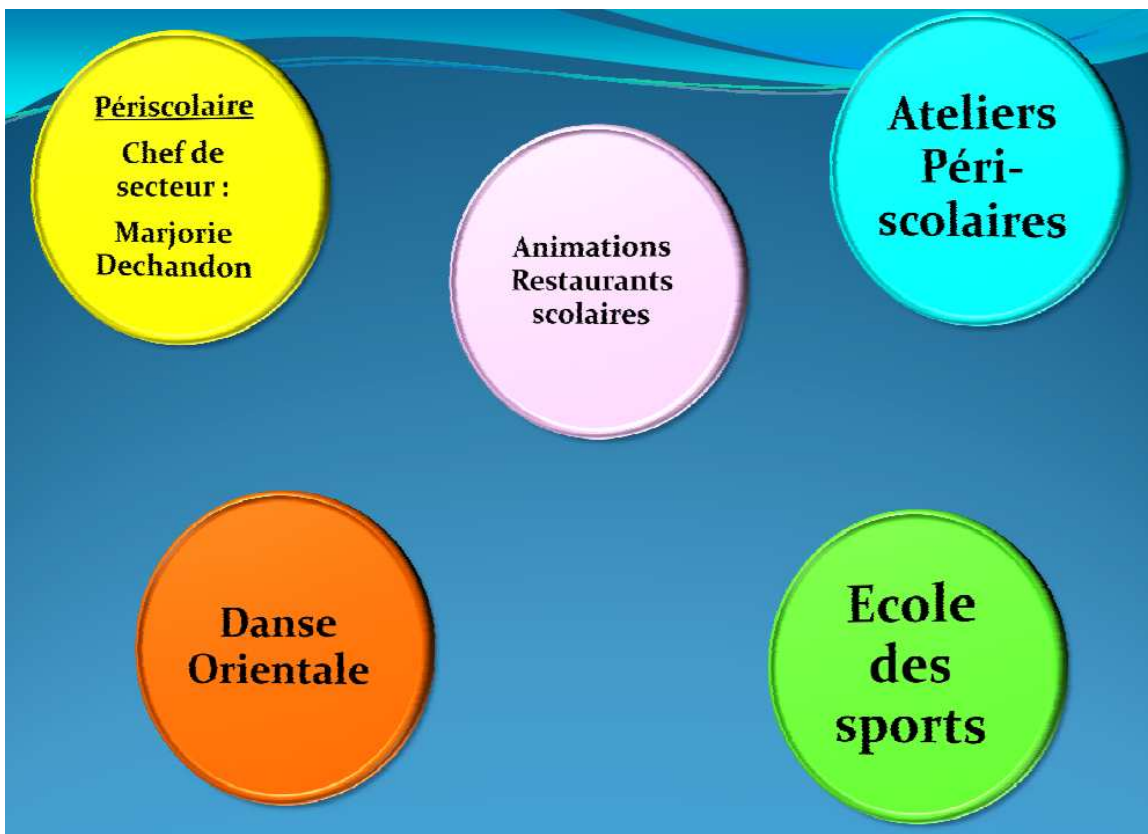 Périscolaire
Chef de
secteur :
Marjorie
Dechandon
Animations
Restaurants
scolaires
Ateliers
Péri-
scolaires
Danse
Orientale
Ecole
des
sports